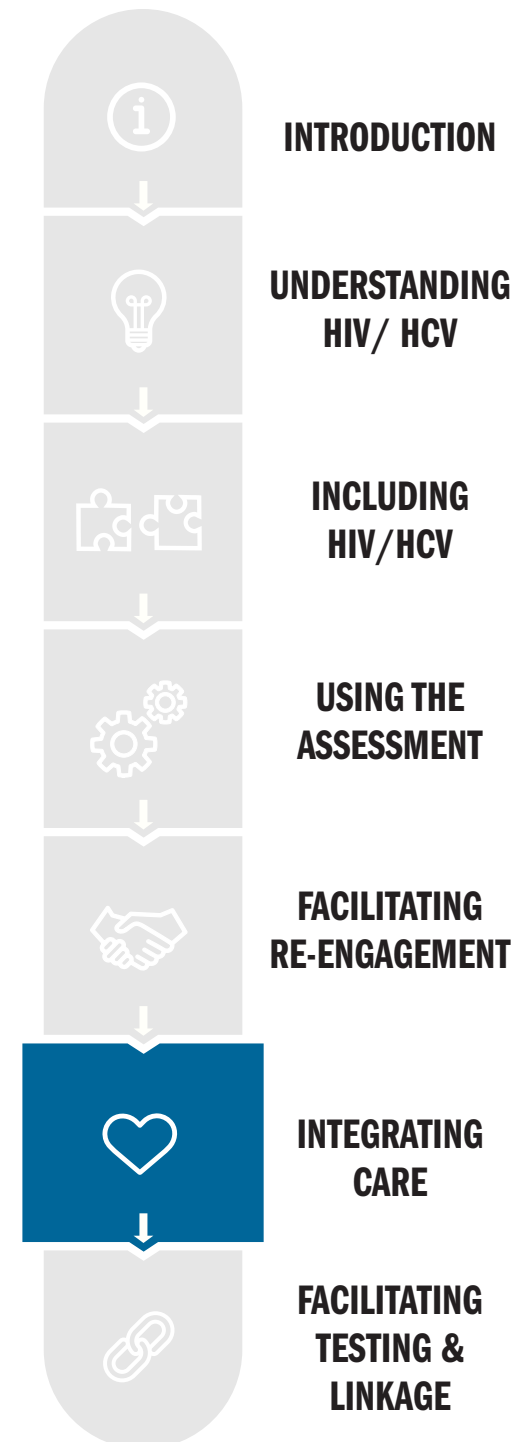 INTRODUCTION
UNDERSTANDING
HIV/ HCV
INCLUDING
HIV/HCV
USING THE
ASSESSMENT
FACILITATING
RE-ENGAGEMENT
INTEGRATING
CARE
FACILITATING
TESTING &
LINKAGE